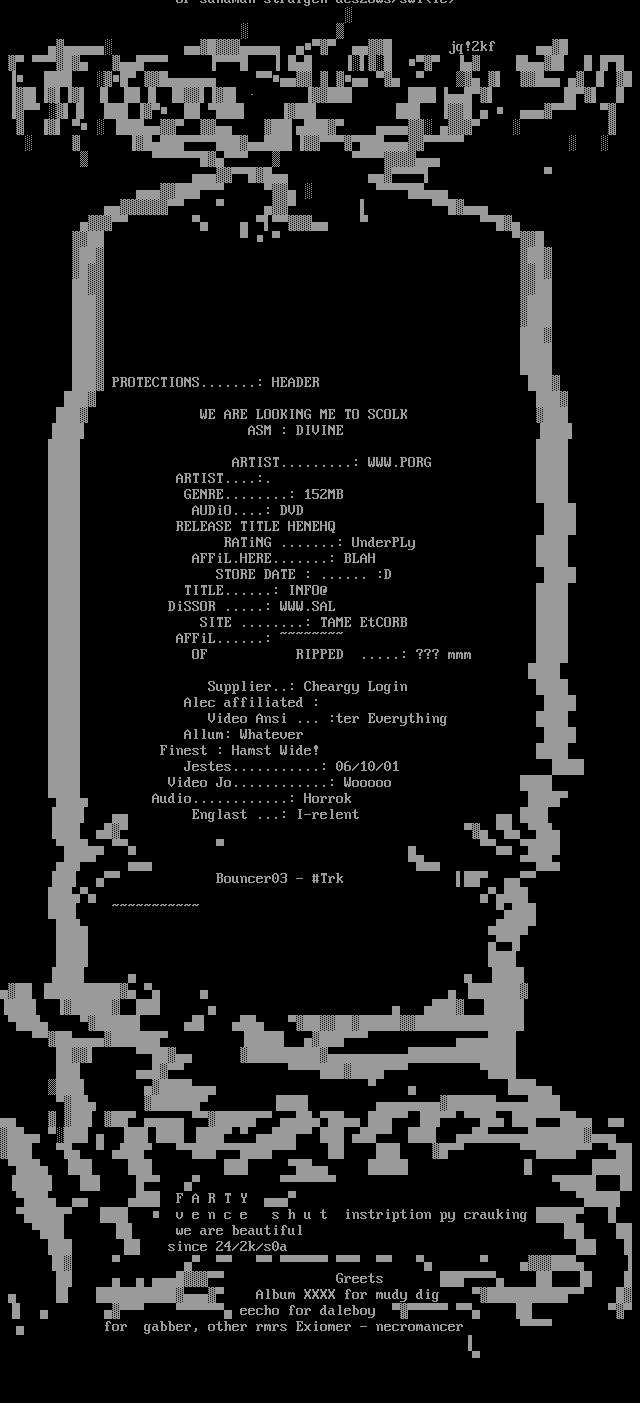 jq!2kf
PROTECTIONS.......: HEADER
WE ARE LOOKING ME TO SCOLK
ASM : DIVINE
ARTIST.........: WWW.PORG
ARTIST....:.
GENRE........: 152MB
AUDiO....: DVD
RELEASE TITLE HENEHQ
RATiNG .......: UnderPLy
AFFiL.HERE.......: BLAH
STORE DATE : ...... :D
TITLE......: INFO@
DiSSOR .....: WWW.SAL
SITE ........: TAME EtCORB
AFFiL......: ~~~~~~~~
OF RIPPED .....: ??? mmm
Supplier..: Cheargy Login
Alec affiliated :
Video Ansi ... :ter Everything
Allum: Whatever
Finest : Hamst Wide!
Jestes...........: 06/10/01
Video Jo............: Wooooo
Audio............: Horrok
Englast ...: I-relent
Bouncer03 - #Trk
~~~~~~~~~~~
F A R T Y
v e n c e s h u t instription py crauking
we are beautiful
since 24/2k/s0a
Greets
Album XXXX for mudy dig
eecho for daleboy
for gabber, other rmrs Exiomer - necromancer